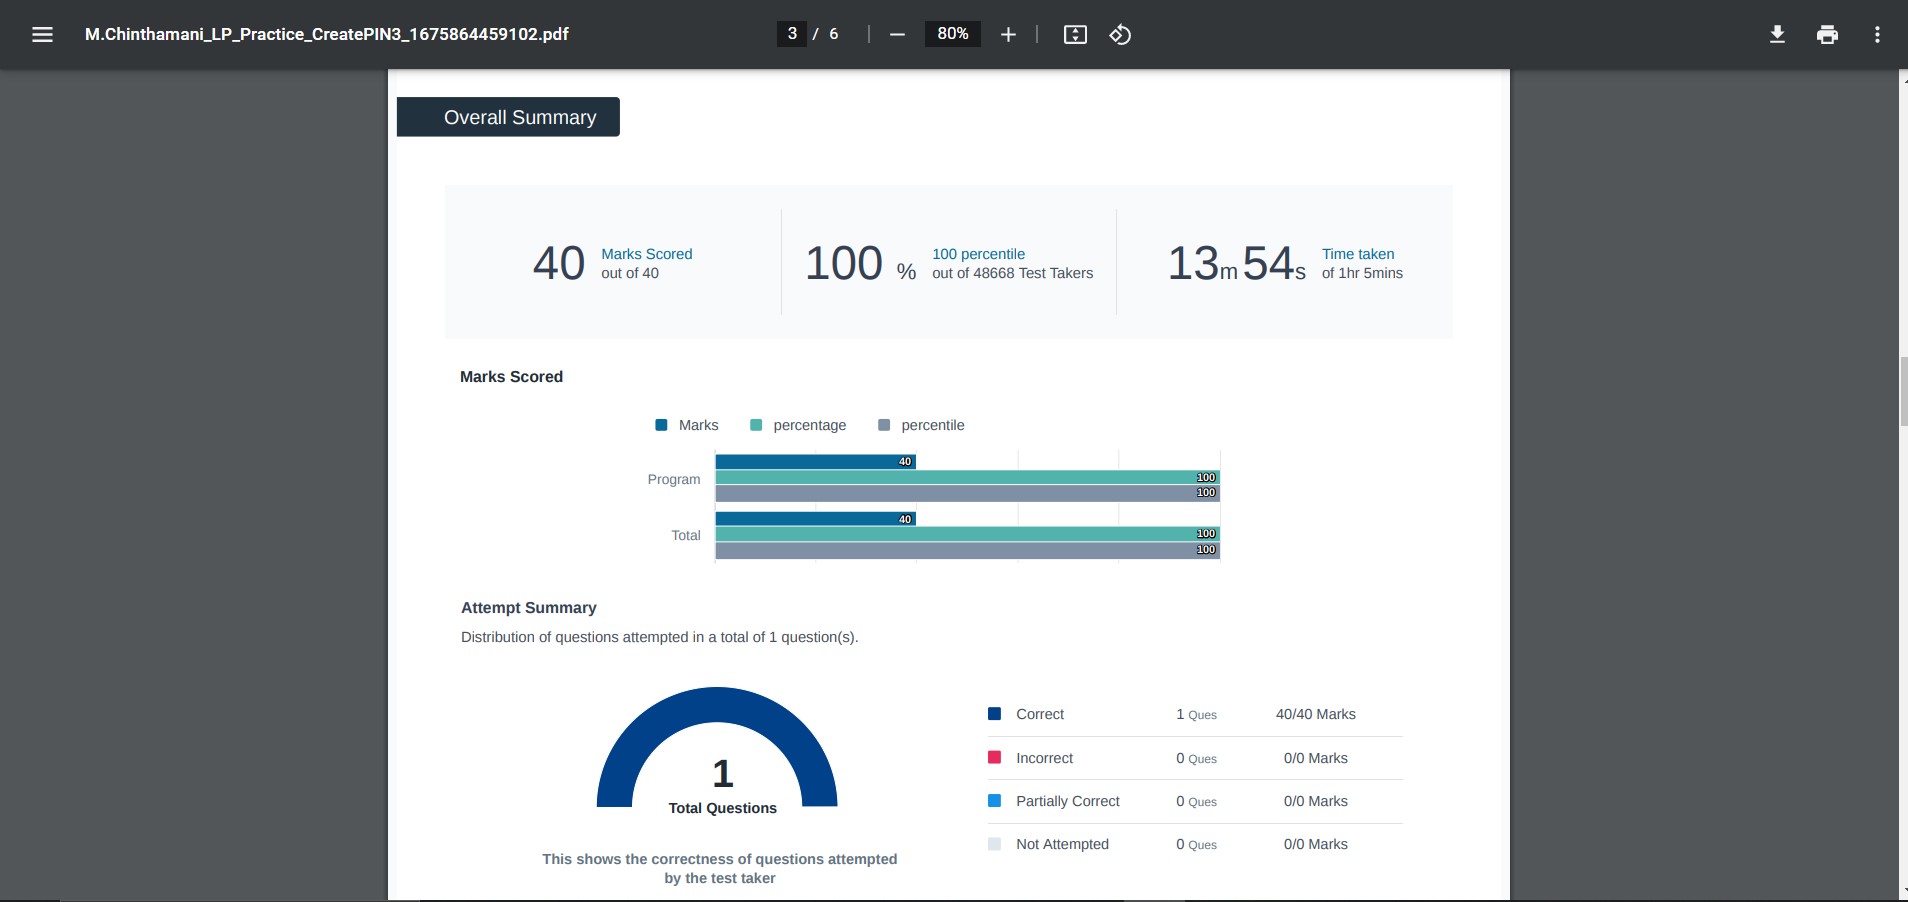 M.Chinthamani_LP_Practice_CreatePIN3_1675864459102.pdf
3 / 6
80%
Overall Summary
40 Marks Scored
out of 40
100 % 100 percentile
out of 48668 Test Takers
13m 54s Time taken
of 1hr 5mins
Marks Scored
Marks percentage percentile
Program 40
100
100
Total 40
100
100
Attempt Summary
Distribution of questions attempted in a total of 1 question(s).
1
Total Questions
This shows the correctness of questions attempted
by the test taker
Correct 1 Ques 40/40 Marks
Incorrect 0 Ques 0/0 Marks
Partially Correct 0 Ques 0/0 Marks
Not Attempted 0 Ques 0/0 Marks